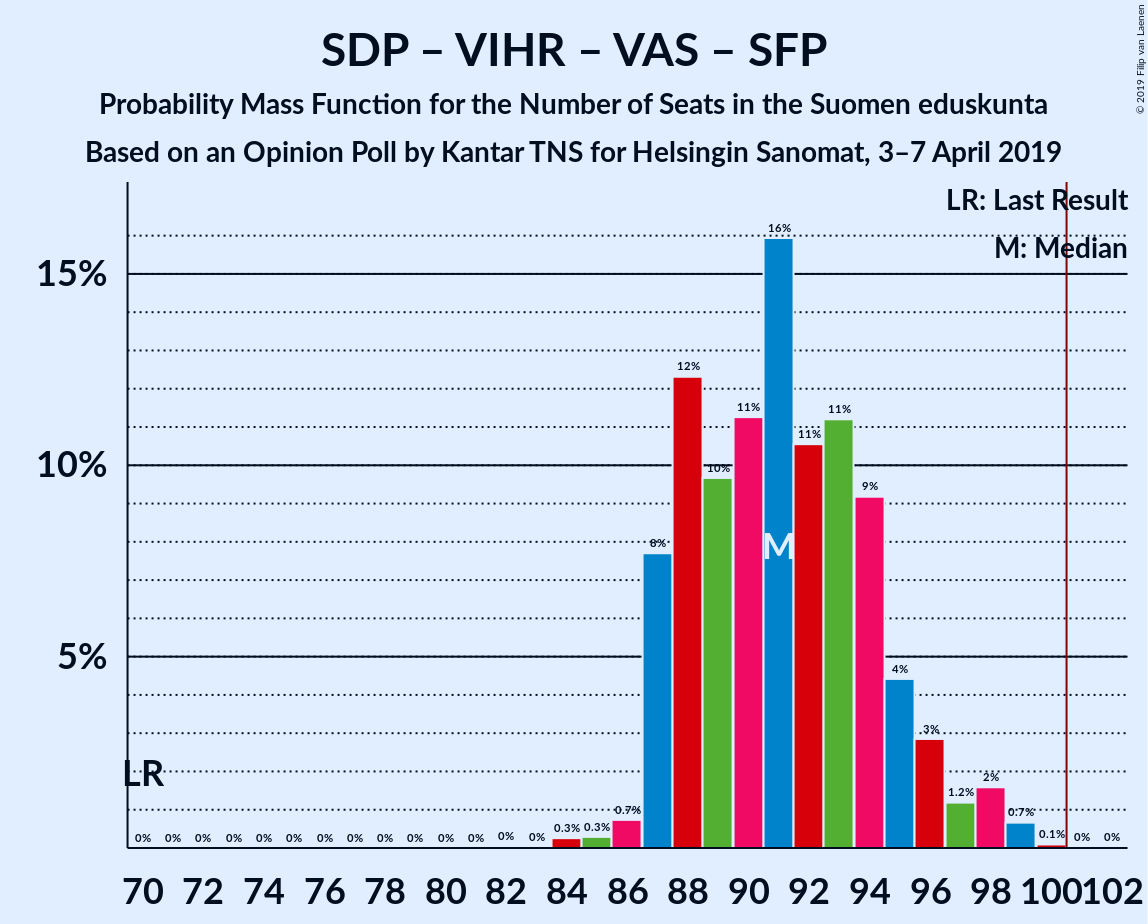 SDP – VIHR – VAS – SFP
Probability Mass Function for the Number of Seats in the Suomen eduskunta
Based on an Opinion Poll by Kantar TNS for Helsingin Sanomat, 3–7 April 2019
© 2019 Filip van Laenen
LR: Last Result
M: Median
15%
10%
5%
LR
M
0% 0% 0% 0% 0% 0% 0% 0% 0% 0% 0% 0% 0% 0% 0.3% 0.3% 0.7% 8% 12% 10% 11% 16% 11% 11% 9% 4% 3% 1.2% 2% 0.7% 0.1% 0% 0%
70 72 74 76 78 80 82 84 86 88 90 92 94 96 98 100 102